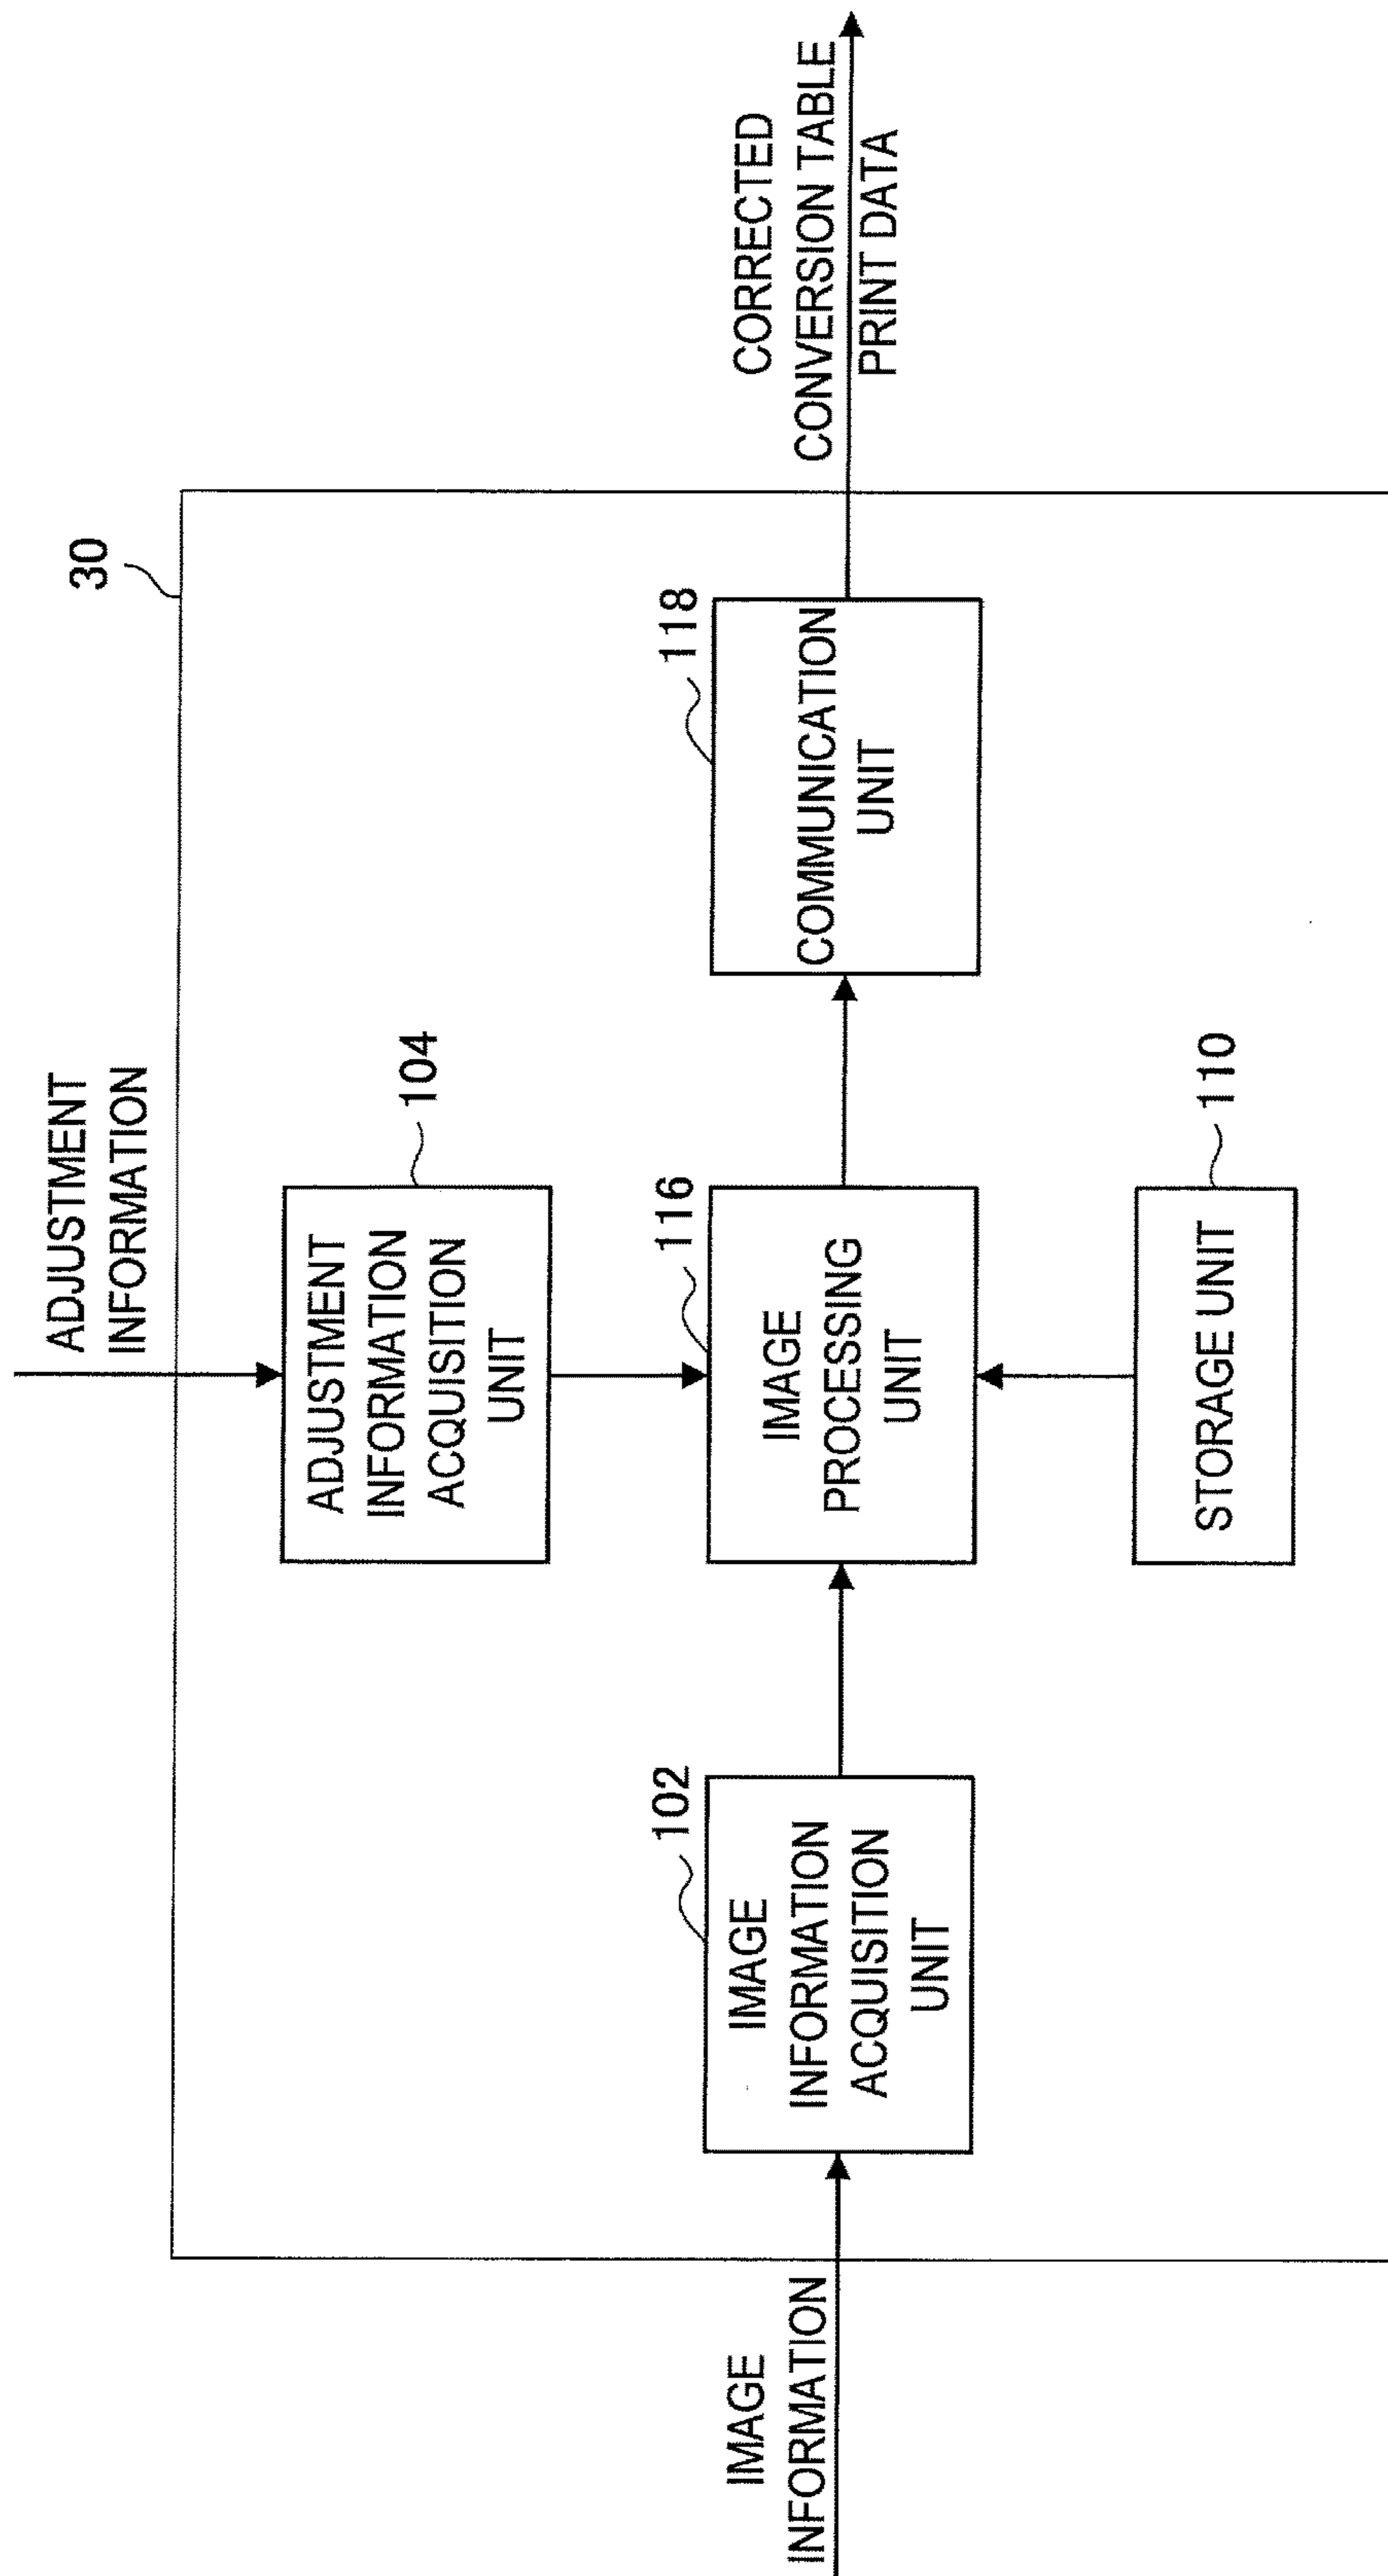 ADJUSTMENT
INFORMATION
30
ADJUSTMENT
INFORMATION
ACQUISITION
UNIT
104
IMAGE
INFORMATION
IMAGE
INFORMATION
ACQUISITION
UNIT
102
IMAGE
PROCESSING
UNIT
116
COMMUNICATION
UNIT
118
CORRECTED
CONVERSION TABLE
PRINT DATA
STORAGE UNIT
110